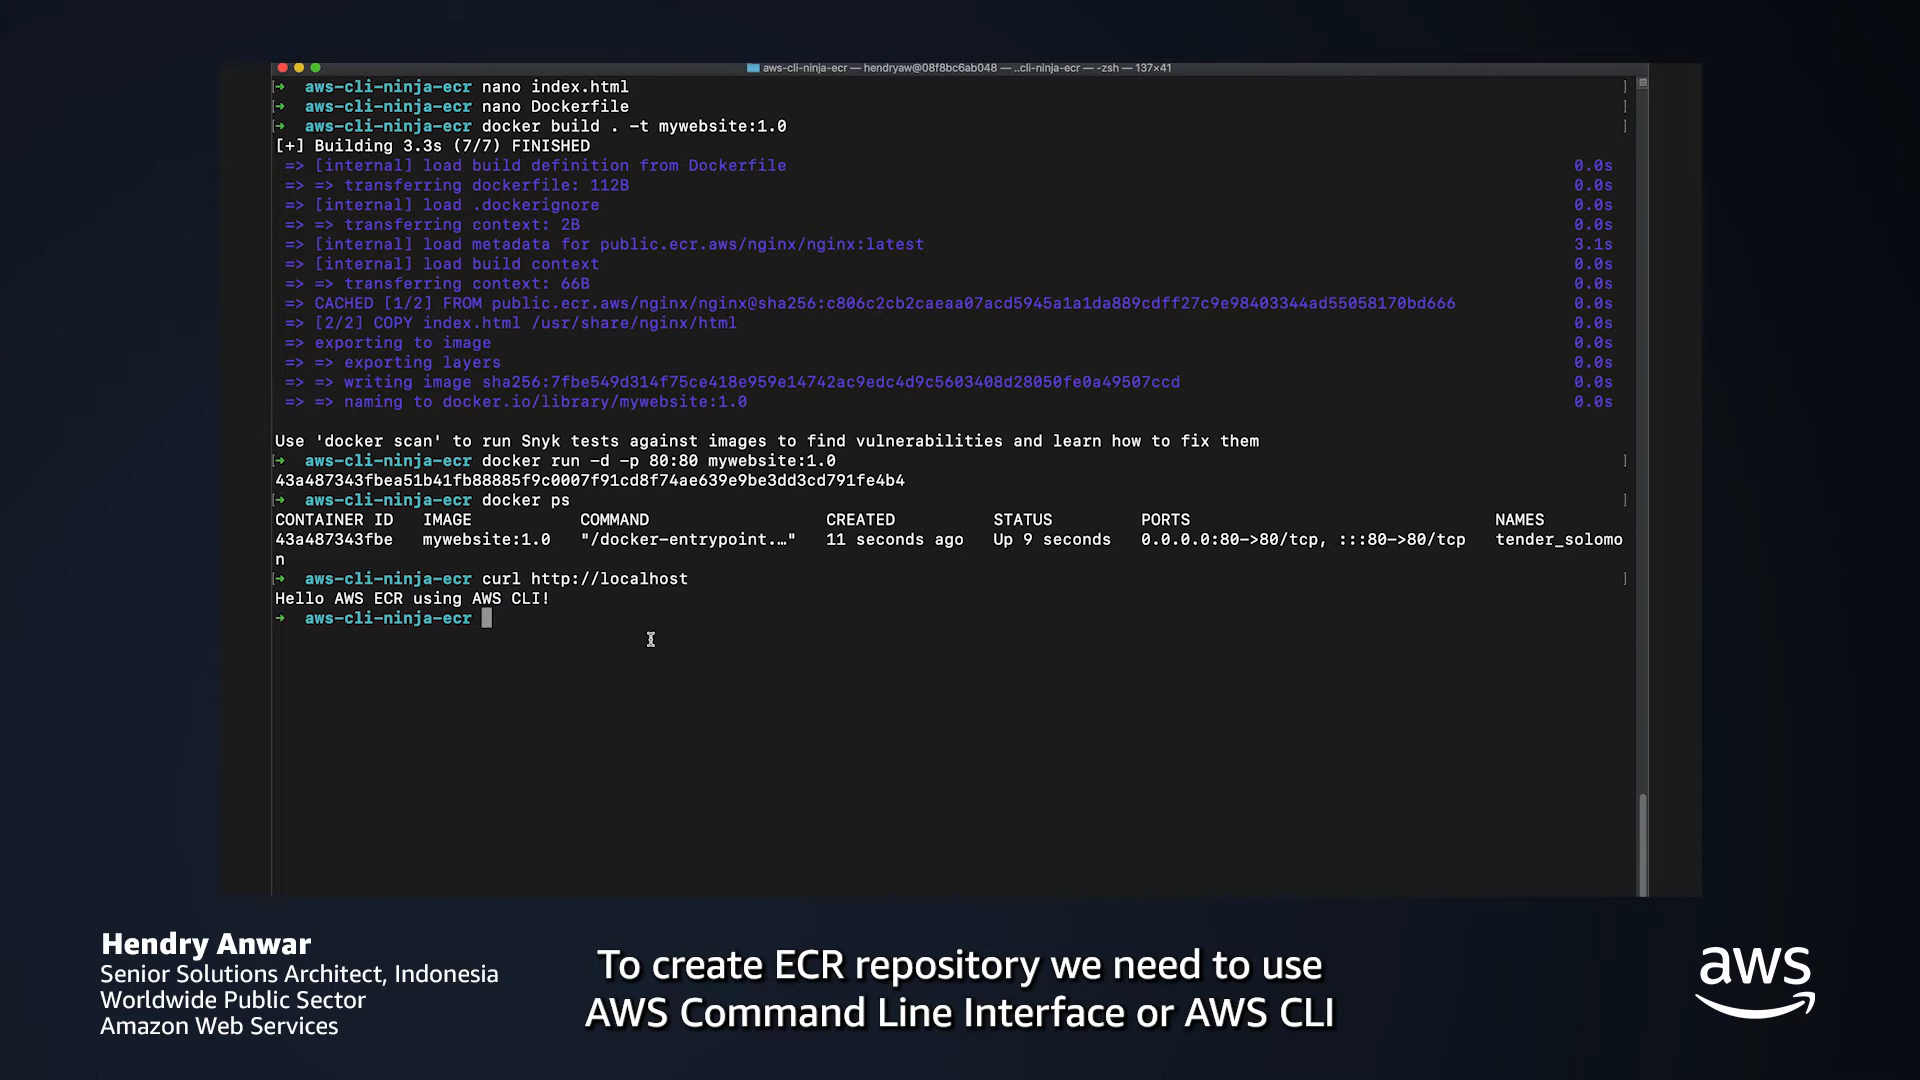 aws-cli-ninja-ecr — hendryaw@08f8bc6ab048 — ..cli-ninja-ecr — -zsh — 137×41
[→ aws-cli-ninja-ecr nano index.html ]
[→ aws-cli-ninja-ecr nano Dockerfile ]
[→ aws-cli-ninja-ecr docker build . -t mywebsite:1.0 ]
[+] Building 3.3s (7/7) FINISHED
=> [internal] load build definition from Dockerfile 0.0s
=> => transferring dockerfile: 112B 0.0s
=> [internal] load .dockerignore 0.0s
=> => transferring context: 2B 0.0s
=> [internal] load metadata for public.ecr.aws/nginx/nginx:latest 3.1s
=> [internal] load build context 0.0s
=> => transferring context: 66B 0.0s
=> CACHED [1/2] FROM public.ecr.aws/nginx/nginx@sha256:c806c2cb2caeaa07acd5945a1a1da889cdff27c9e98403344ad55058170bd666 0.0s
=> [2/2] COPY index.html /usr/share/nginx/html 0.0s
=> exporting to image 0.0s
=> => exporting layers 0.0s
=> => writing image sha256:7fbe549d314f75ce418e959e14742ac9edc4d9c5603408d28050fe0a49507ccd 0.0s
=> => naming to docker.io/library/mywebsite:1.0 0.0s
Use 'docker scan' to run Snyk tests against images to find vulnerabilities and learn how to fix them
[→ aws-cli-ninja-ecr docker run -d -p 80:80 mywebsite:1.0 ]
43a487343fbea51b41fb88885f9c0007f91cd8f74ae639e9be3dd3cd791fe4b4
[→ aws-cli-ninja-ecr docker ps ]
CONTAINER ID IMAGE COMMAND CREATED STATUS PORTS NAMES
43a487343fbe mywebsite:1.0 "/docker-entrypoint.…" 11 seconds ago Up 9 seconds 0.0.0.0:80->80/tcp, :::80->80/tcp tender_solomo
n
[→ aws-cli-ninja-ecr curl http://localhost ]
Hello AWS ECR using AWS CLI!
→ aws-cli-ninja-ecr
Hendry Anwar
Senior Solutions Architect, Indonesia
Worldwide Public Sector
Amazon Web Services
To create ECR repository we need to use
AWS Command Line Interface or AWS CLI
aws